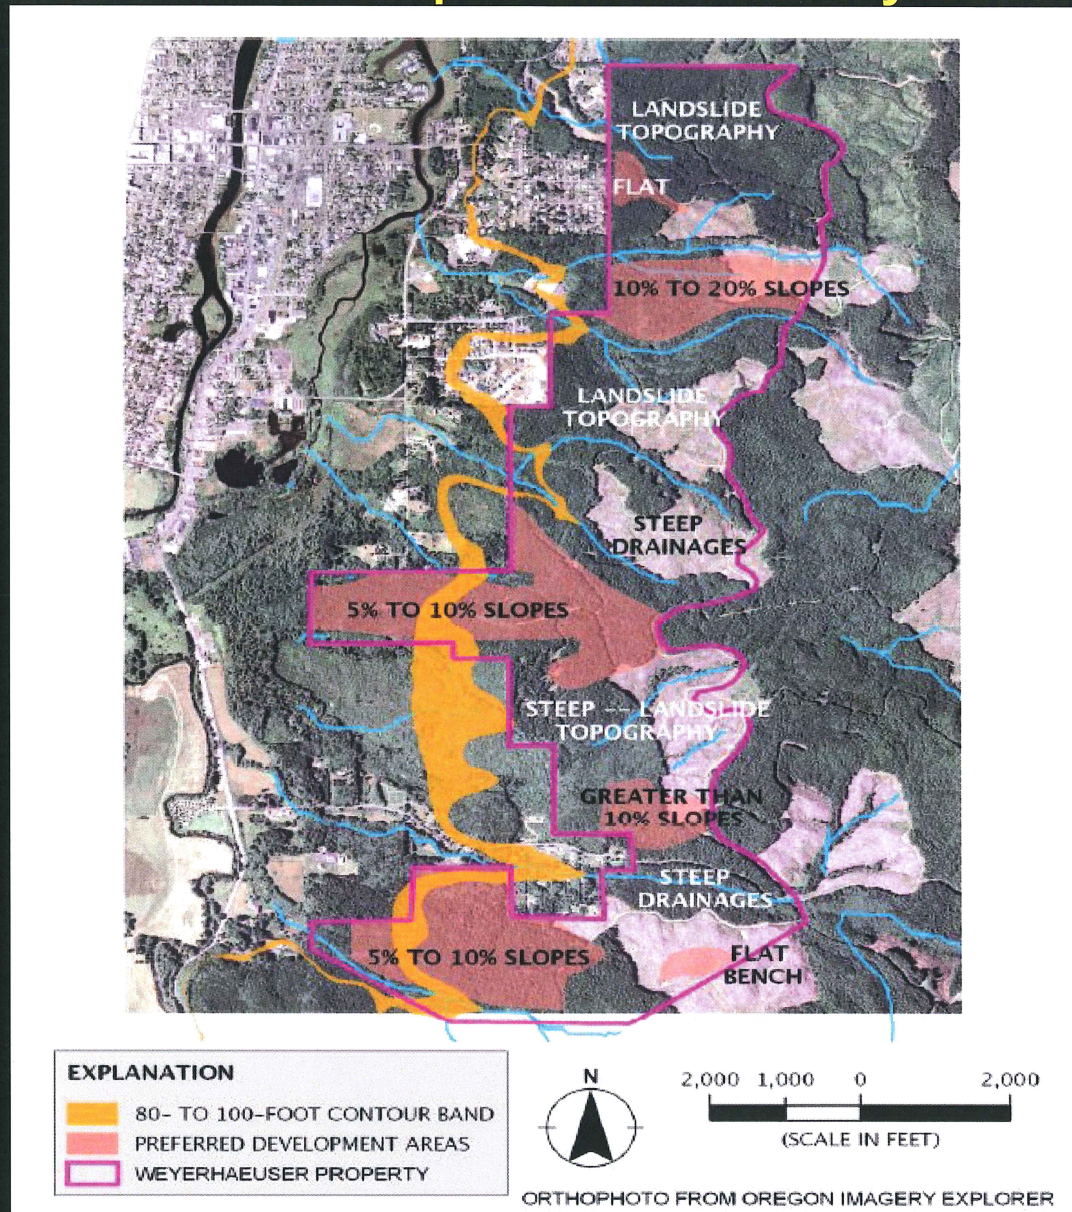 LANDSLIDE
TOPOGRAPHY
FLAT
10% TO 20% SLOPES
LANDSLIDE
TOPOGRAPHY
STEEP
DRAINAGES
5% TO 10% SLOPES
STEEP -- LANDSLIDE
TOPOGRAPHY
GREATER THAN
10% SLOPES
STEEP
DRAINAGES
5% TO 10% SLOPES
FLAT
BENCH
EXPLANATION
80- TO 100-FOOT CONTOUR BAND
PREFERRED DEVELOPMENT AREAS
WEYERHAEUSER PROPERTY
N
2,000 1,000 0 2,000
(SCALE IN FEET)
ORTHOPHOTO FROM OREGON IMAGERY EXPLORER